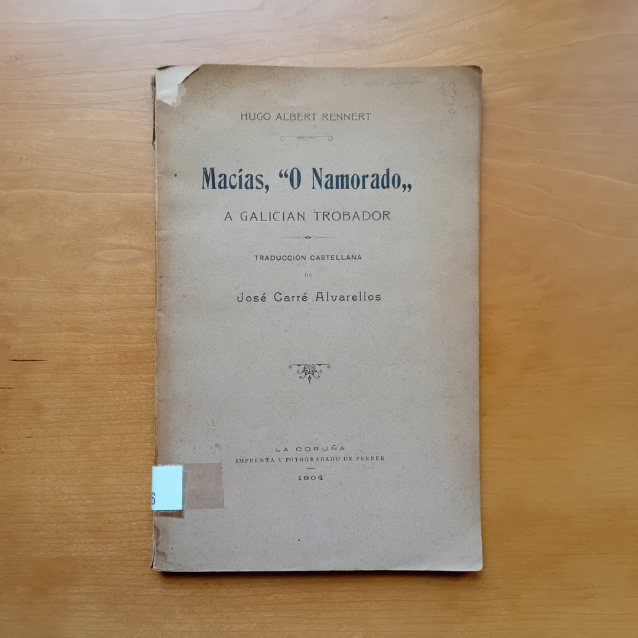 HUGO ALBERT RENNERT
Macías, “O Namorado„
A GALICIAN TROBADOR
TRADUCCIÓN CASTELLANA
DE
José Carré Alvarellos
LA CORUÑA
IMPRENTA Y FOTOGRABADO DE FERRER
1904